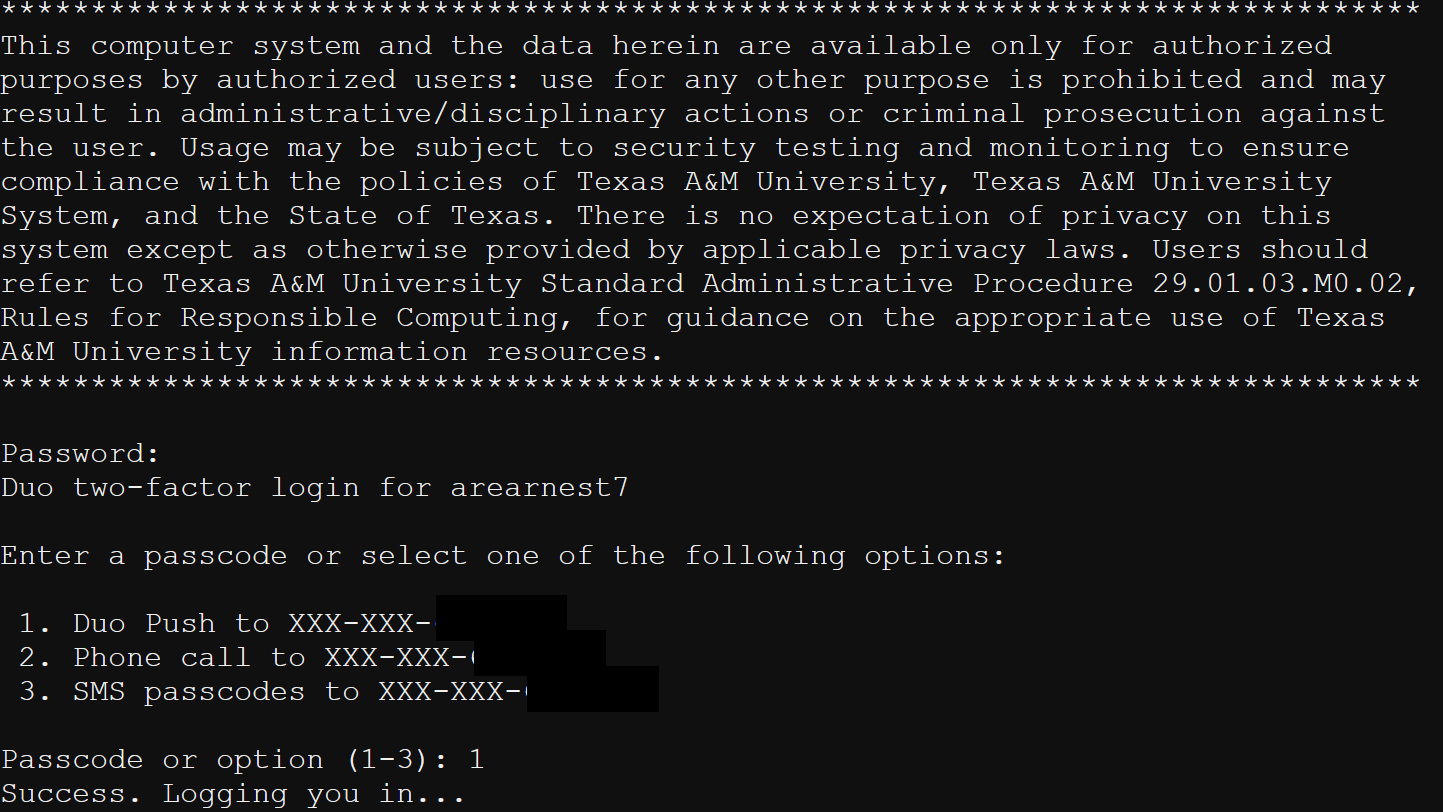 *******************************************************************************
This computer system and the data herein are available only for authorized
purposes by authorized users: use for any other purpose is prohibited and may
result in administrative/disciplinary actions or criminal prosecution against
the user. Usage may be subject to security testing and monitoring to ensure
compliance with the policies of Texas A&M University, Texas A&M University
System, and the State of Texas. There is no expectation of privacy on this
system except as otherwise provided by applicable privacy laws. Users should
refer to Texas A&M University Standard Administrative Procedure 29.01.03.M0.02,
Rules for Responsible Computing, for guidance on the appropriate use of Texas
A&M University information resources.
*******************************************************************************
Password:
Duo two-factor login for arearnest7
Enter a passcode or select one of the following options:
1. Duo Push to XXX-XXX-
2. Phone call to XXX-XXX-
3. SMS passcodes to XXX-XXX-
Passcode or option (1-3): 1
Success. Logging you in...